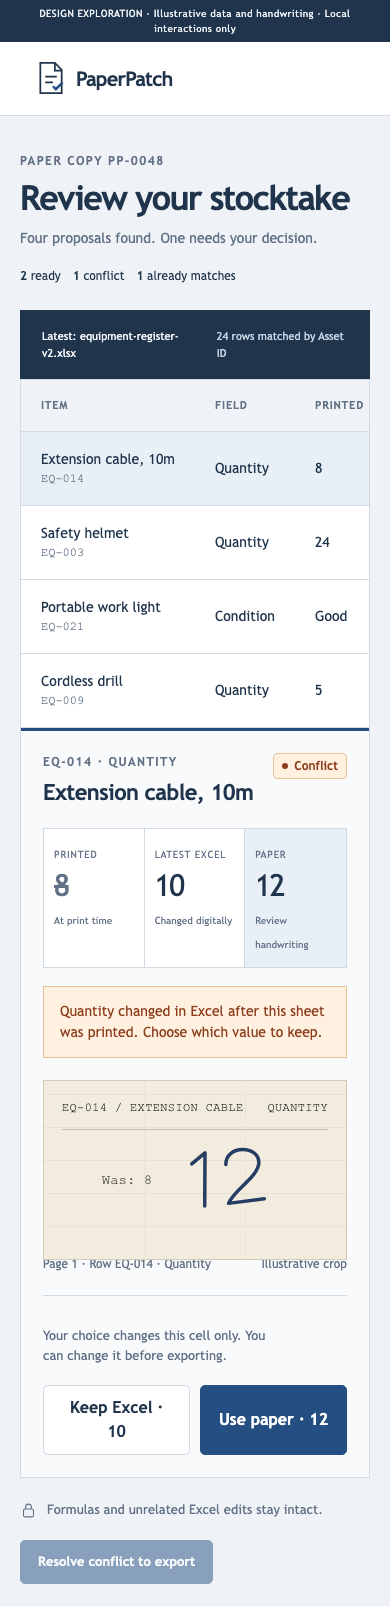 DESIGN EXPLORATION · Illustrative data and handwriting · Local
interactions only
PaperPatch
PAPER COPY PP-0048
Review your stocktake
Four proposals found. One needs your decision.
2 ready 1 conflict 1 already matches
Latest: equipment-register-
v2.xlsx
24 rows matched by Asset
ID
ITEM FIELD PRINTED
Extension cable, 10m
EQ-014
Quantity 8
Safety helmet
EQ-003
Quantity 24
Portable work light
EQ-021
Condition Good
Cordless drill
EQ-009
Quantity 5
EQ-014 · QUANTITY
Conflict
Extension cable, 10m
PRINTED
8
At print time
LATEST EXCEL
10
Changed digitally
PAPER
12
Review
handwriting
Quantity changed in Excel after this sheet
was printed. Choose which value to keep.
EQ-014 / EXTENSION CABLE QUANTITY
Was: 8 12
Page 1 · Row EQ-014 · Quantity Illustrative crop
Your choice changes this cell only. You
can change it before exporting.
Keep Excel ·
10
Use paper · 12
Formulas and unrelated Excel edits stay intact.
Resolve conflict to export